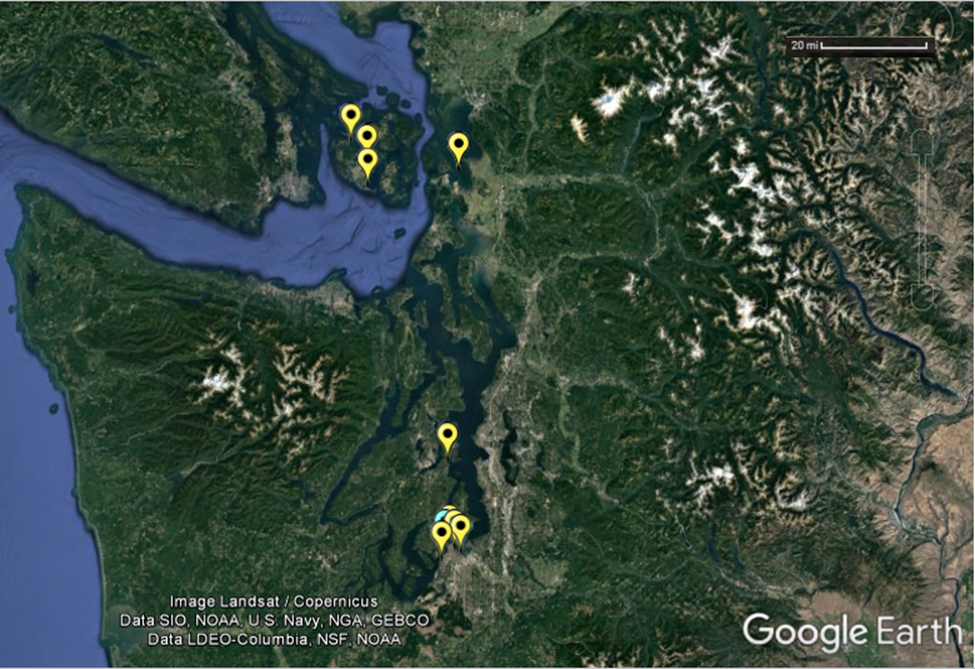 20 mi
Image Landsat / Copernicus
Data SIO, NOAA, U.S. Navy, NGA, GEBCO
Data LDEO-Columbia, NSF, NOAA
Google Earth